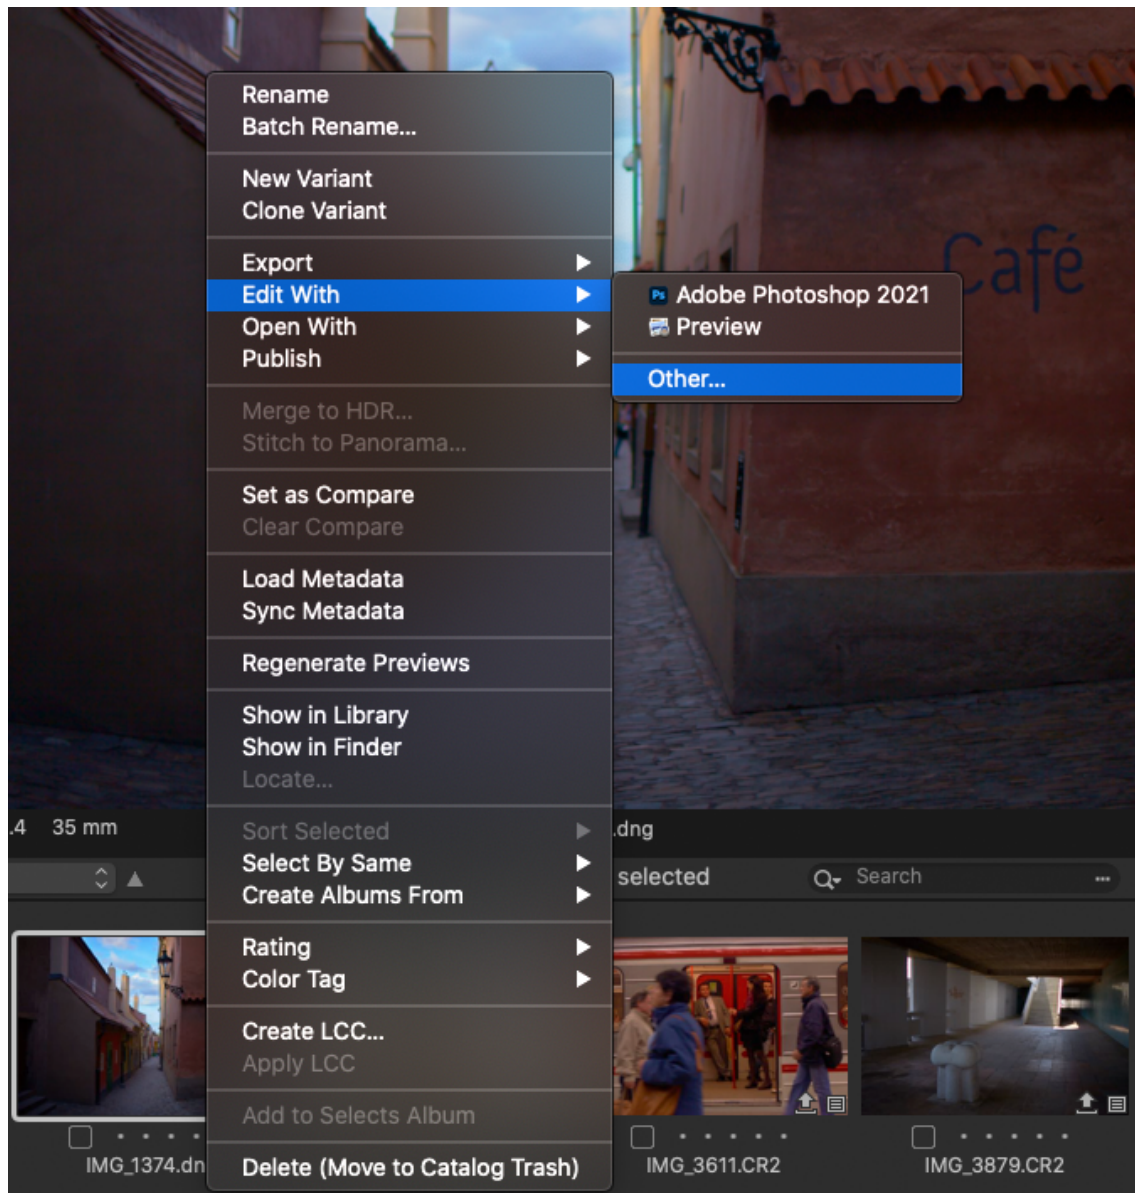 Rename
Batch Rename...
New Variant
Clone Variant
Café
Export
Edit With
Adobe Photoshop 2021
Open With
Preview
Publish
Other...
Merge to HDR...
Stitch to Panorama...
Set as Compare
Clear Compare
Load Metadata
Sync Metadata
Regenerate Previews
Show in Library
Show in Finder
Locate...
.4 35 mm
.dng
Sort Selected
Select By Same
selected
Search
Create Albums From
Rating
Color Tag
Create LCC...
Apply LCC
Add to Selects Album
Delete (Move to Catalog Trash)
IMG_1374.dn
IMG_3611.CR2
IMG_3879.CR2